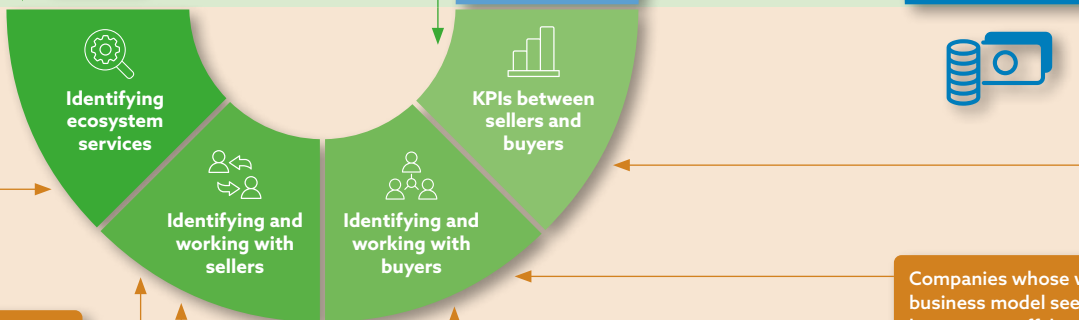 Identifying
ecosystem
services
KPIs between
sellers and
buyers
Identifying and
working with
sellers
Identifying and
working with
buyers
Companies whose
business model